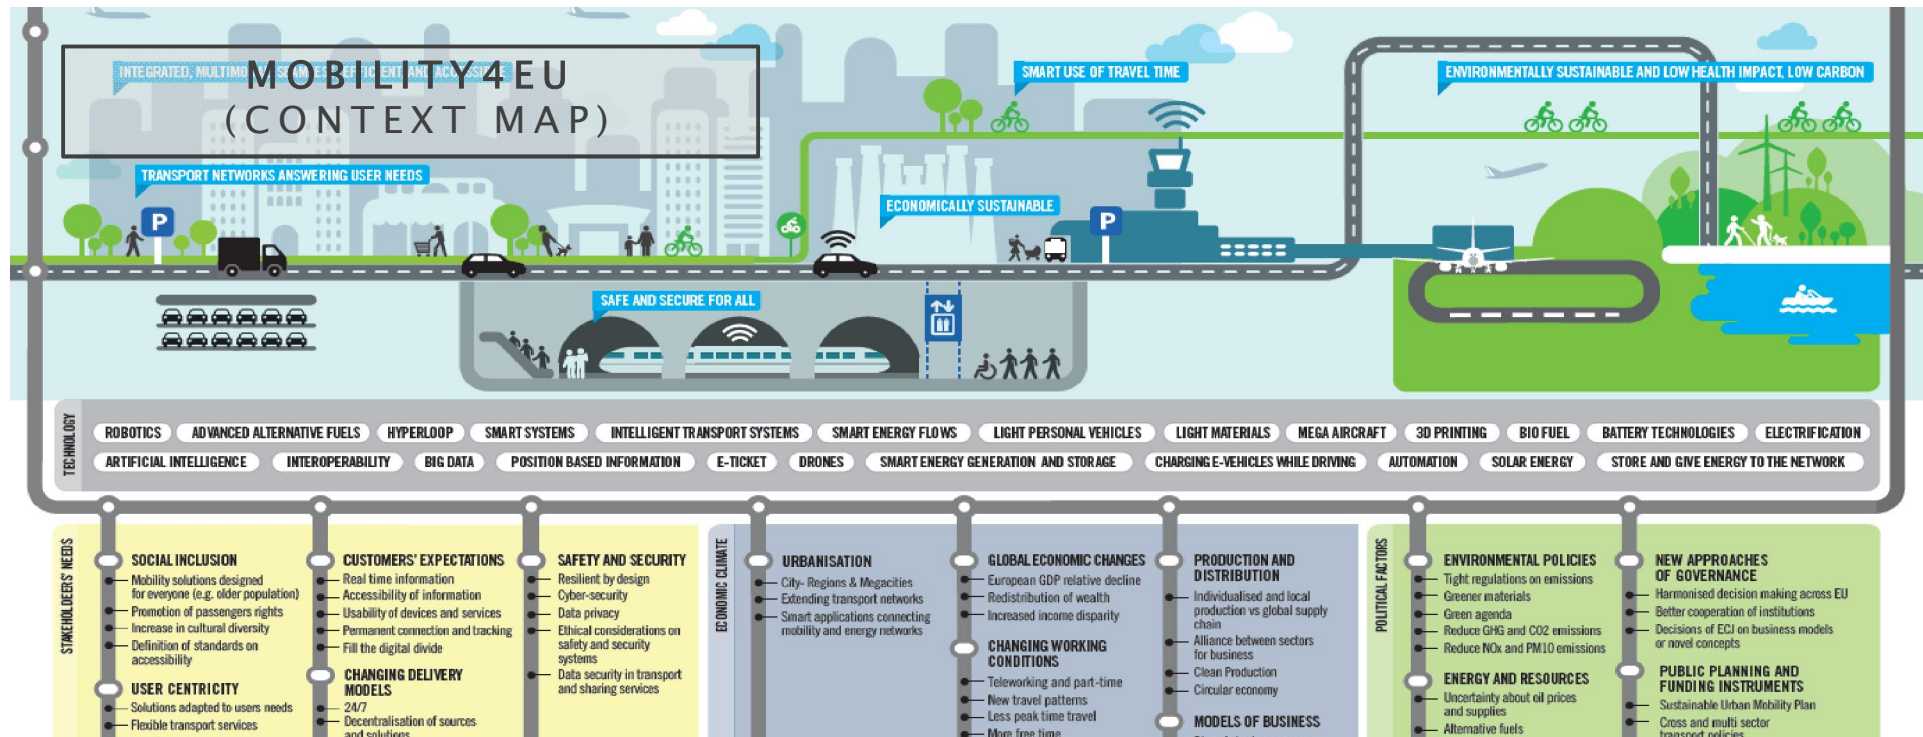 INTEGRATED, MULTIMODAL, SEAMLESS, EFFICIENT, AND ACCESSIBLE
MOBILITY4EU
(CONTEXT MAP)
SMART USE OF TRAVEL TIME
ENVIRONMENTALLY SUSTAINABLE AND LOW HEALTH IMPACT, LOW CARBON
TRANSPORT NETWORKS ANSWERING USER NEEDS
ECONOMICALLY SUSTAINABLE
P
P
SAFE AND SECURE FOR ALL
TECHNOLOGY
ROBOTICS ADVANCED ALTERNATIVE FUELS HYPERLOOP SMART SYSTEMS INTELLIGENT TRANSPORT SYSTEMS SMART ENERGY FLOWS LIGHT PERSONAL VEHICLES LIGHT MATERIALS MEGA AIRCRAFT 3D PRINTING BIO FUEL BATTERY TECHNOLOGIES ELECTRIFICATION
ARTIFICIAL INTELLIGENCE INTEROPERABILITY BIG DATA POSITION BASED INFORMATION E-TICKET DRONES SMART ENERGY GENERATION AND STORAGE CHARGING E-VEHICLES WHILE DRIVING AUTOMATION SOLAR ENERGY STORE AND GIVE ENERGY TO THE NETWORK
STAKEHOLDERS' NEEDS
SOCIAL INCLUSION
Mobility solutions designed
for everyone (e.g. older population)
Promotion of passengers rights
Increase in cultural diversity
Definition of standards on
accessibility
USER CENTRICITY
Solutions adapted to users needs
Flexible transport services
CUSTOMERS' EXPECTATIONS
Real time information
Accessibility of information
Usability of devices and services
Permanent connection and tracking
Fill the digital divide
CHANGING DELIVERY
MODELS
24/7
Decentralisation of sources
and solutions
SAFETY AND SECURITY
Resilient by design
Cyber-security
Data privacy
Ethical considerations on
safety and security
systems
Data security in transport
and sharing services
ECONOMIC CLIMATE
URBANISATION
City- Regions & Megacities
Extending transport networks
Smart applications connecting
mobility and energy networks
GLOBAL ECONOMIC CHANGES
European GDP relative decline
Redistribution of wealth
Increased income disparity
CHANGING WORKING
CONDITIONS
Teleworking and part-time
New travel patterns
Less peak time travel
More free time
PRODUCTION AND
DISTRIBUTION
Individualised and local
production vs global supply
chain
Alliance between sectors
for business
Clean Production
Circular economy
MODELS OF BUSINESS
POLITICAL FACTORS
ENVIRONMENTAL POLICIES
Tight regulations on emissions
Greener materials
Green agenda
Reduce GHG and CO2 emissions
Reduce NOx and PM10 emissions
ENERGY AND RESOURCES
Uncertainty about oil prices
and supplies
Alternative fuels
NEW APPROACHES
OF GOVERNANCE
Harmonised decision making across EU
Better cooperation of institutions
Decisions of ECJ on business models
or novel concepts
PUBLIC PLANNING AND
FUNDING INSTRUMENTS
Sustainable Urban Mobility Plan
Cross and multi sector
transport policies